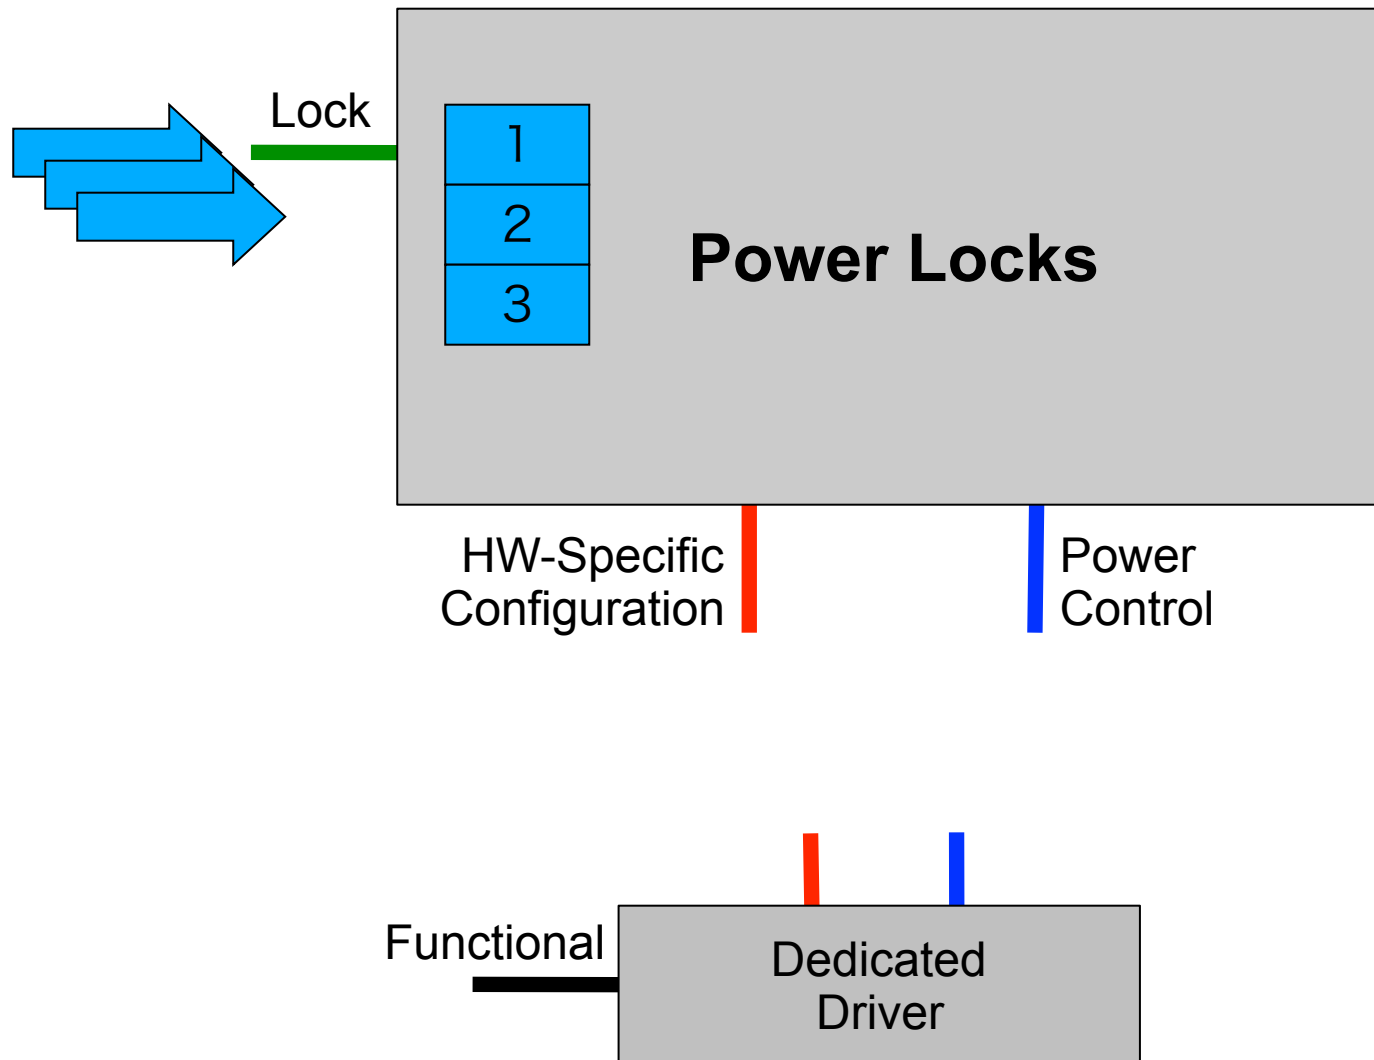 Lock
1
2
3
Power Locks
HW-Specific
Configuration
Power
Control
Functional
Dedicated
Driver